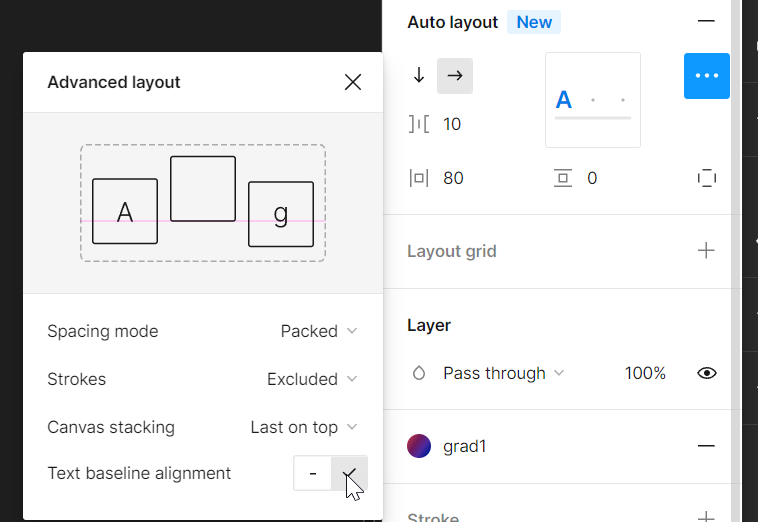 Auto layout New
Advanced layout
A
10
80
0
A
g
Layout grid
Spacing mode Packed
Layer
Strokes Excluded
Pass through 100%
Canvas stacking Last on top
grad1
Text baseline alignment -
Stroke